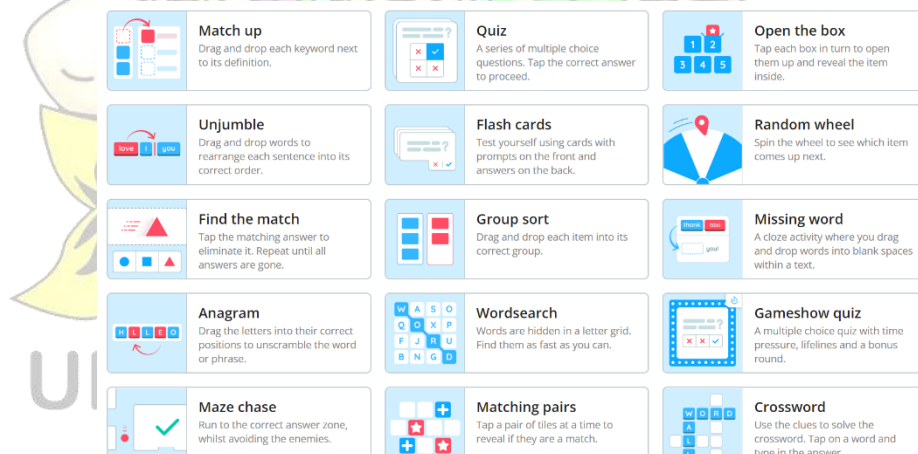 Match up
Drag and drop each keyword next
to its definition.
Quiz
A series of multiple choice
questions. Tap the correct answer
to proceed.
Open the box
Tap each box in turn to open
them up and reveal the item
inside.
1 2
3 4 5
Unjumble
Drag and drop words to
rearrange each sentence into its
correct order.
love I you
Flash cards
Test yourself using cards with
prompts on the front and
answers on the back.
?
Random wheel
Spin the wheel to see which item
comes up next.
Find the match
Tap the matching answer to
eliminate it. Repeat until all
answers are gone.
Group sort
Drag and drop each item into its
correct group.
Missing word
A cloze activity where you drag
and drop words into blank spaces
within a text.
thank taxi
you!
Anagram
Drag the letters into their correct
positions to unscramble the word
or phrase.
H L L E O
Wordsearch
Words are hidden in a letter grid.
Find them as fast as you can.
W A S O
Q O X P
F J R U
B N G D
Gameshow quiz
A multiple choice quiz with time
pressure, lifelines and a bonus
round.
?
Maze chase
Run to the correct answer zone,
whilst avoiding the enemies.
Matching pairs
Tap a pair of tiles at a time to
reveal if they are a match.
Crossword
Use the clues to solve the
crossword. Tap on a word and
type in the answer.
W O R D
A
L